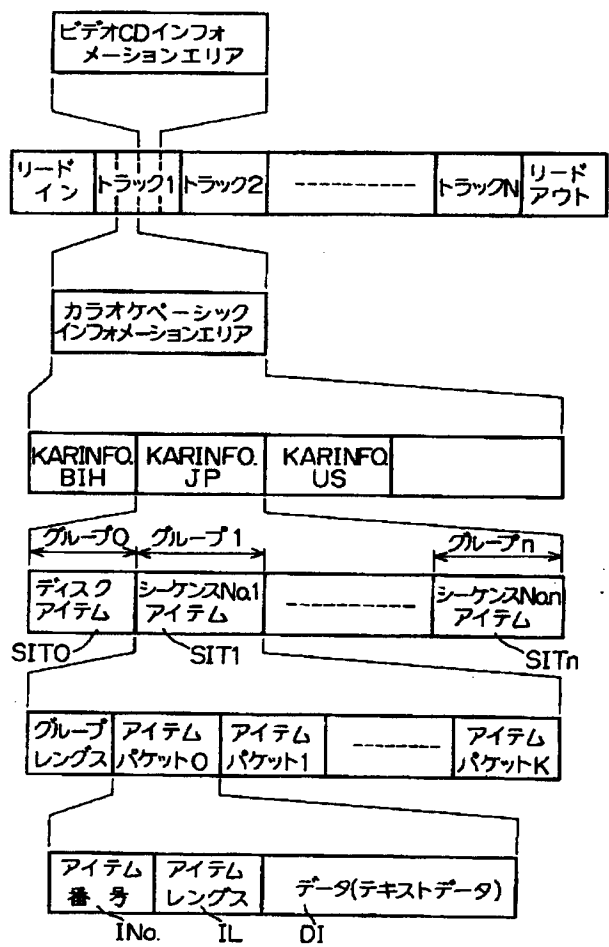 ビデオCDインフォ
メーションエリア
リード
イン
トラック1
トラック2
トラックN
リード
アウト
カラオケベーシック
インフォメーションエリア
KARINFO.
BIH
KARINFO.
JP
KARINFO.
US
グループ0
グループ1
グループn
ディスク
アイテム
シーケンスNo.1
アイテム
シーケンスNo.n
アイテム
SIT0
SIT1
SITn
グループ
レングス
アイテム
パケット0
アイテム
パケット1
アイテム
パケットK
アイテム
番号
アイテム
レングス
データ(テキストデータ)
INo.
IL
DI